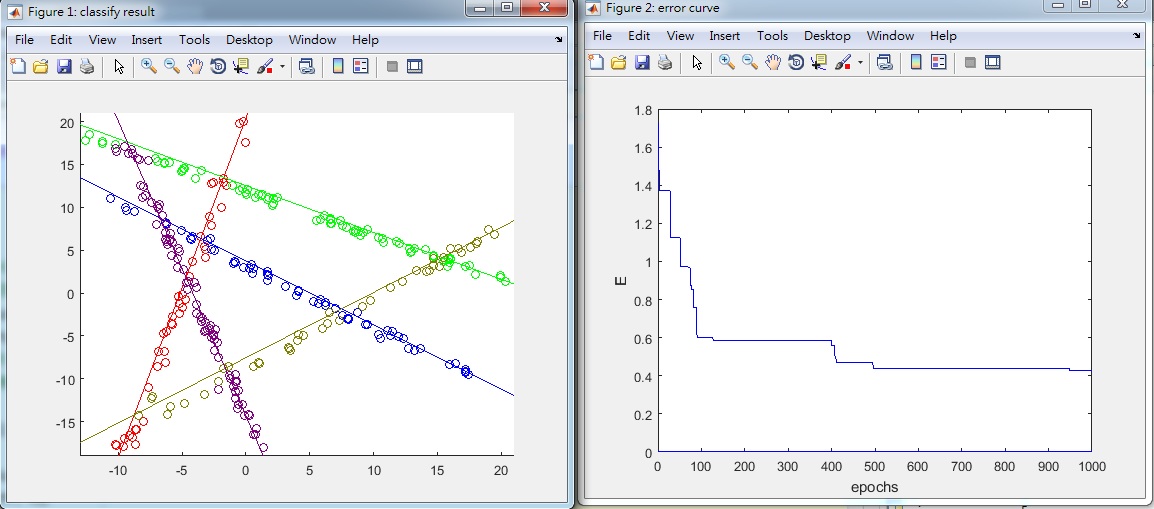 Figure 1: classify result
File Edit View Insert Tools Desktop Window Help
20
15
10
5
0
-5
-10
-15
-10 -5 0 5 10 15 20
Figure 2: error curve
File Edit View Insert Tools Desktop Window Help
1.8
1.6
1.4
1.2
1
0.8
0.6
0.4
0.2
0
E
0 100 200 300 400 500 600 700 800 900 1000
epochs